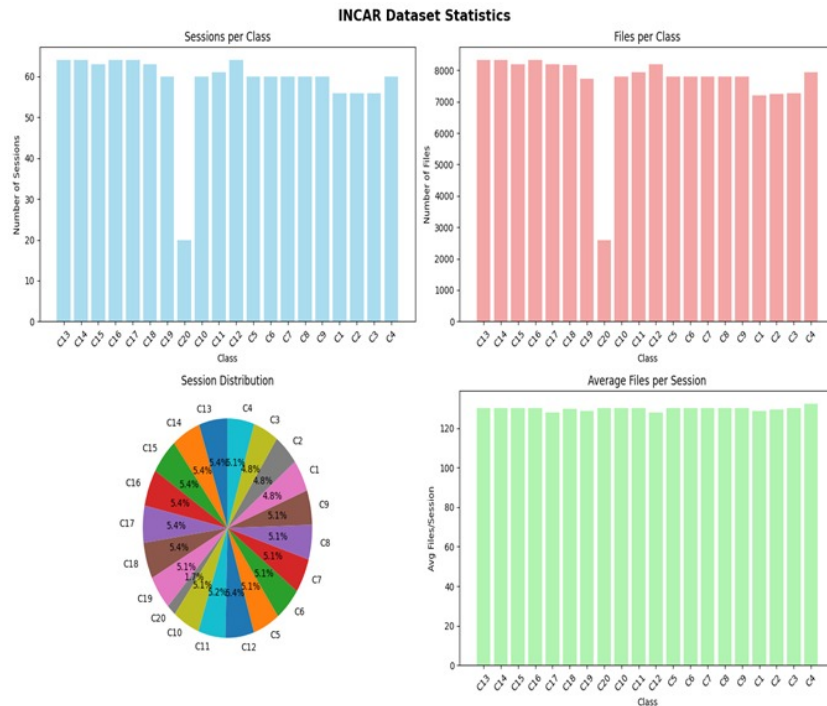 INCAR Dataset Statistics
Sessions per Class
Number of Sessions
60
50
40
30
20
10
0
C13 C14 C15 C16 C17 C18 C19 C20 C10 C11 C12 C5 C6 C7 C8 C9 C1 C2 C3 C4
Class
Files per Class
Number of Files
8000
7000
6000
5000
4000
3000
2000
1000
0
C13 C14 C15 C16 C17 C18 C19 C20 C10 C11 C12 C5 C6 C7 C8 C9 C1 C2 C3 C4
Class
Session Distribution
C13 5.4%
C14 5.4%
C15 5.4%
C16 5.4%
C17 5.4%
C18 5.4%
C19 5.1%
C20 1.7%
C10 5.1%
C11 5.2%
C12 5.4%
C5 5.1%
C6 5.1%
C7 5.1%
C8 5.1%
C9 5.1%
C1 4.8%
C2 4.8%
C3 4.8%
C4 5.1%
Average Files per Session
Avg Files/Session
120
100
80
60
40
20
0
C13 C14 C15 C16 C17 C18 C19 C20 C10 C11 C12 C5 C6 C7 C8 C9 C1 C2 C3 C4
Class